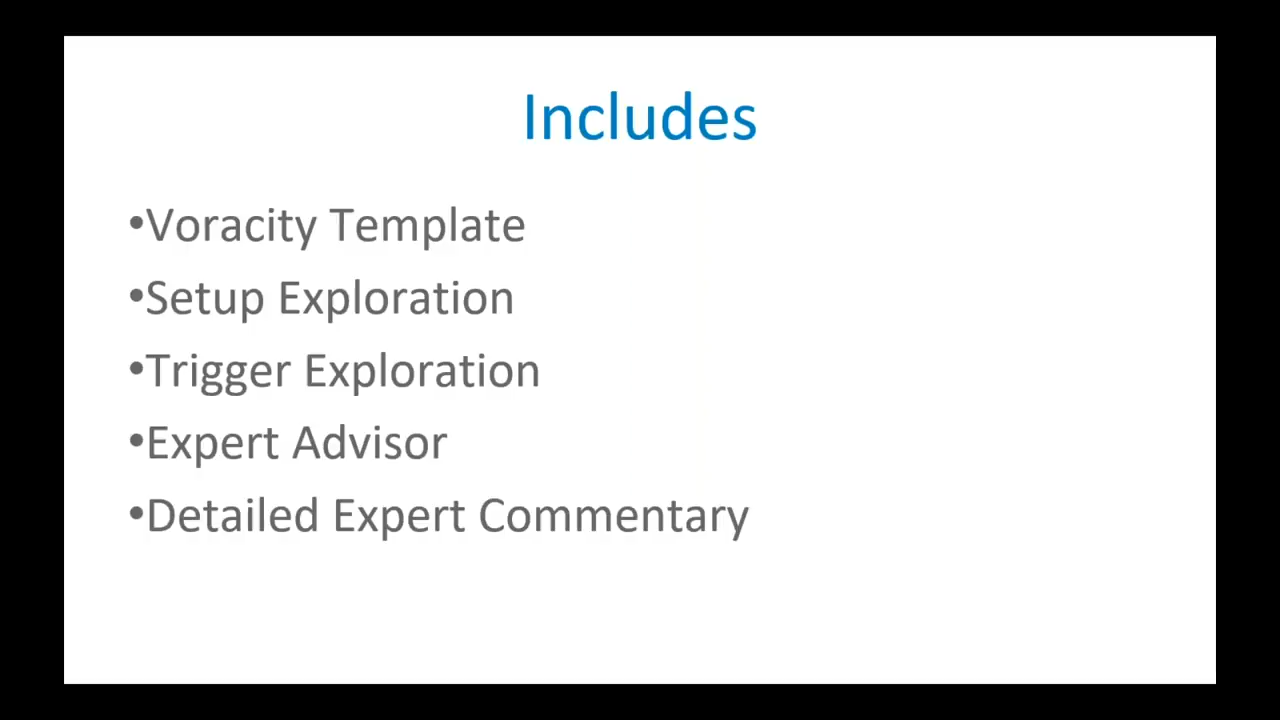 Includes
•Voracity Template
•Setup Exploration
•Trigger Exploration
•Expert Advisor
•Detailed Expert Commentary